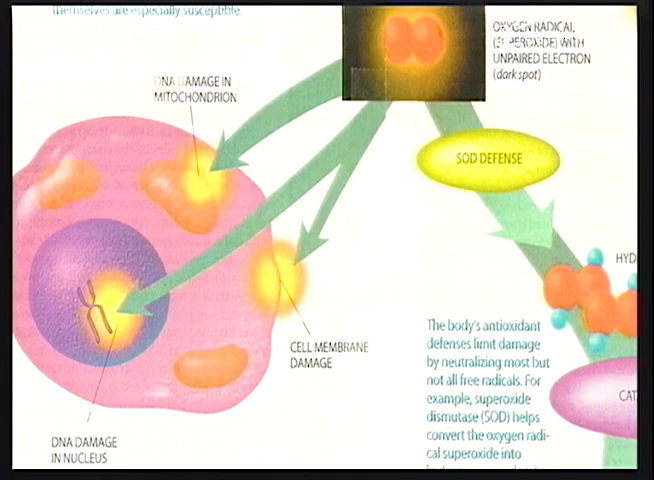 themselves are especially susceptible.
OXYGEN RADICAL
(SUPEROXIDE) WITH
UNPAIRED ELECTRON
(dark spot)
DNA DAMAGE IN
MITOCHONDRION
SOD DEFENSE
HYD
CELL MEMBRANE
DAMAGE
The body's antioxidant
defenses limit damage
by neutralizing most but
not all free radicals. For
example, superoxide
dismutase (SOD) helps
convert the oxygen radi-
cal superoxide into
CAT
DNA DAMAGE
IN NUCLEUS